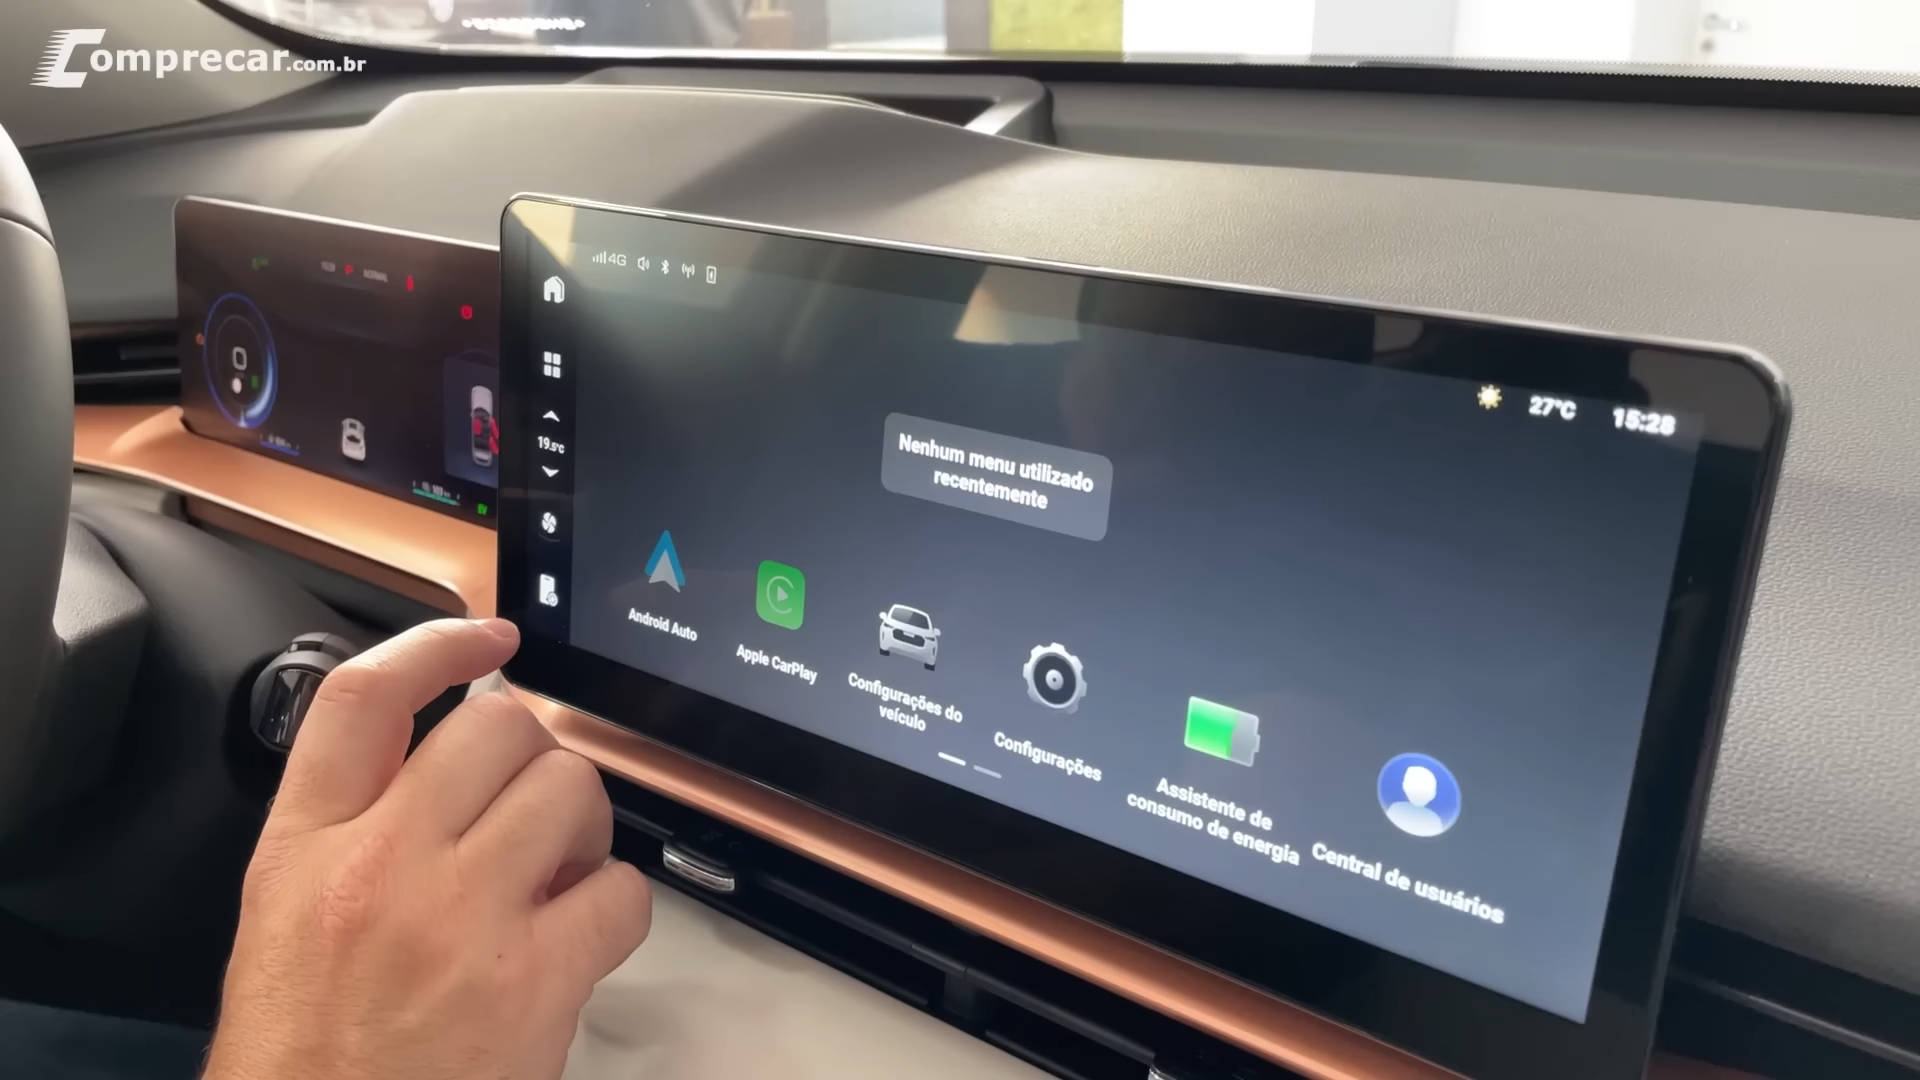 Comprecar.com.br
4G
27°C
15:28
19.5°C
Nenhum menu utilizado
recentemente
Android Auto
Apple CarPlay
Configurações do
veículo
Configurações
Assistente de
consumo de energia
Central de usuários
NORMAL